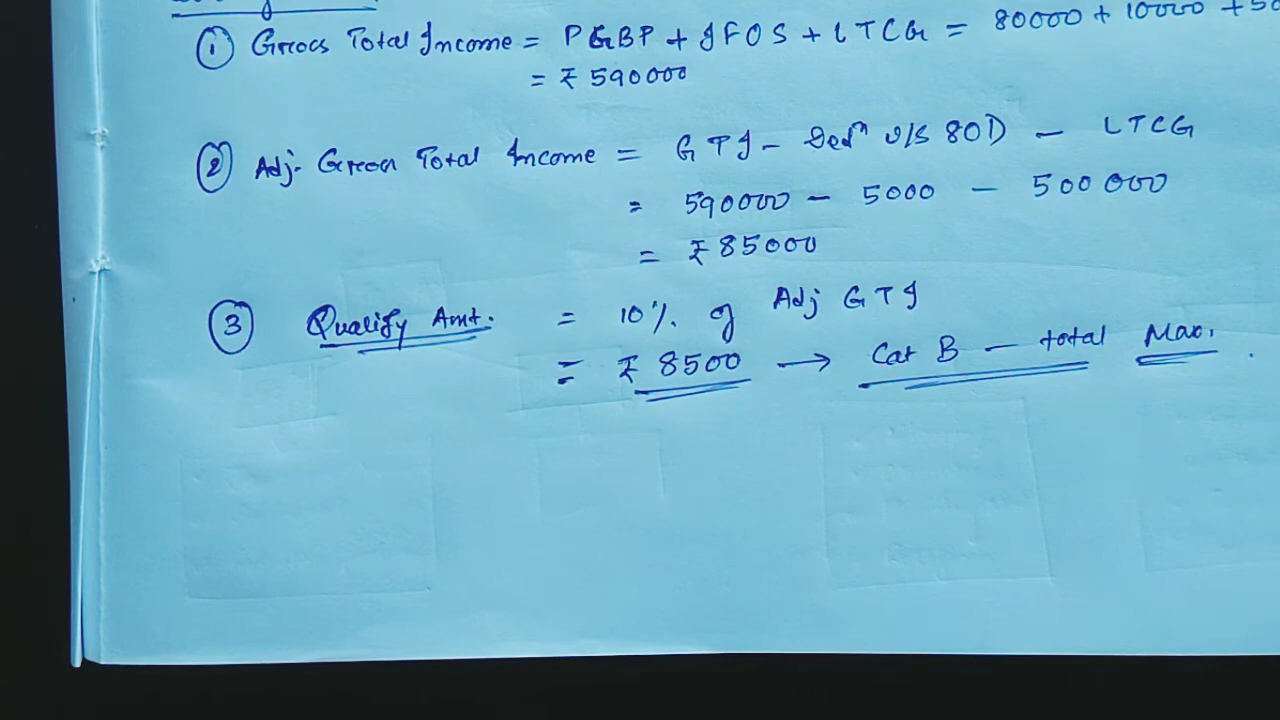 ① Gross Total Income = PGBP + IFOS + LTCG = 80000 + 10000 + 50
= ₹ 590000
② Adj. Gross Total Income = GTI - Dedⁿ U/S 80D - LTCG
= 590000 - 5000 - 500000
= ₹ 85000
③ Qualify Amt. = 10% of Adj GTI
= ₹ 8500 → Cat B - total Max.